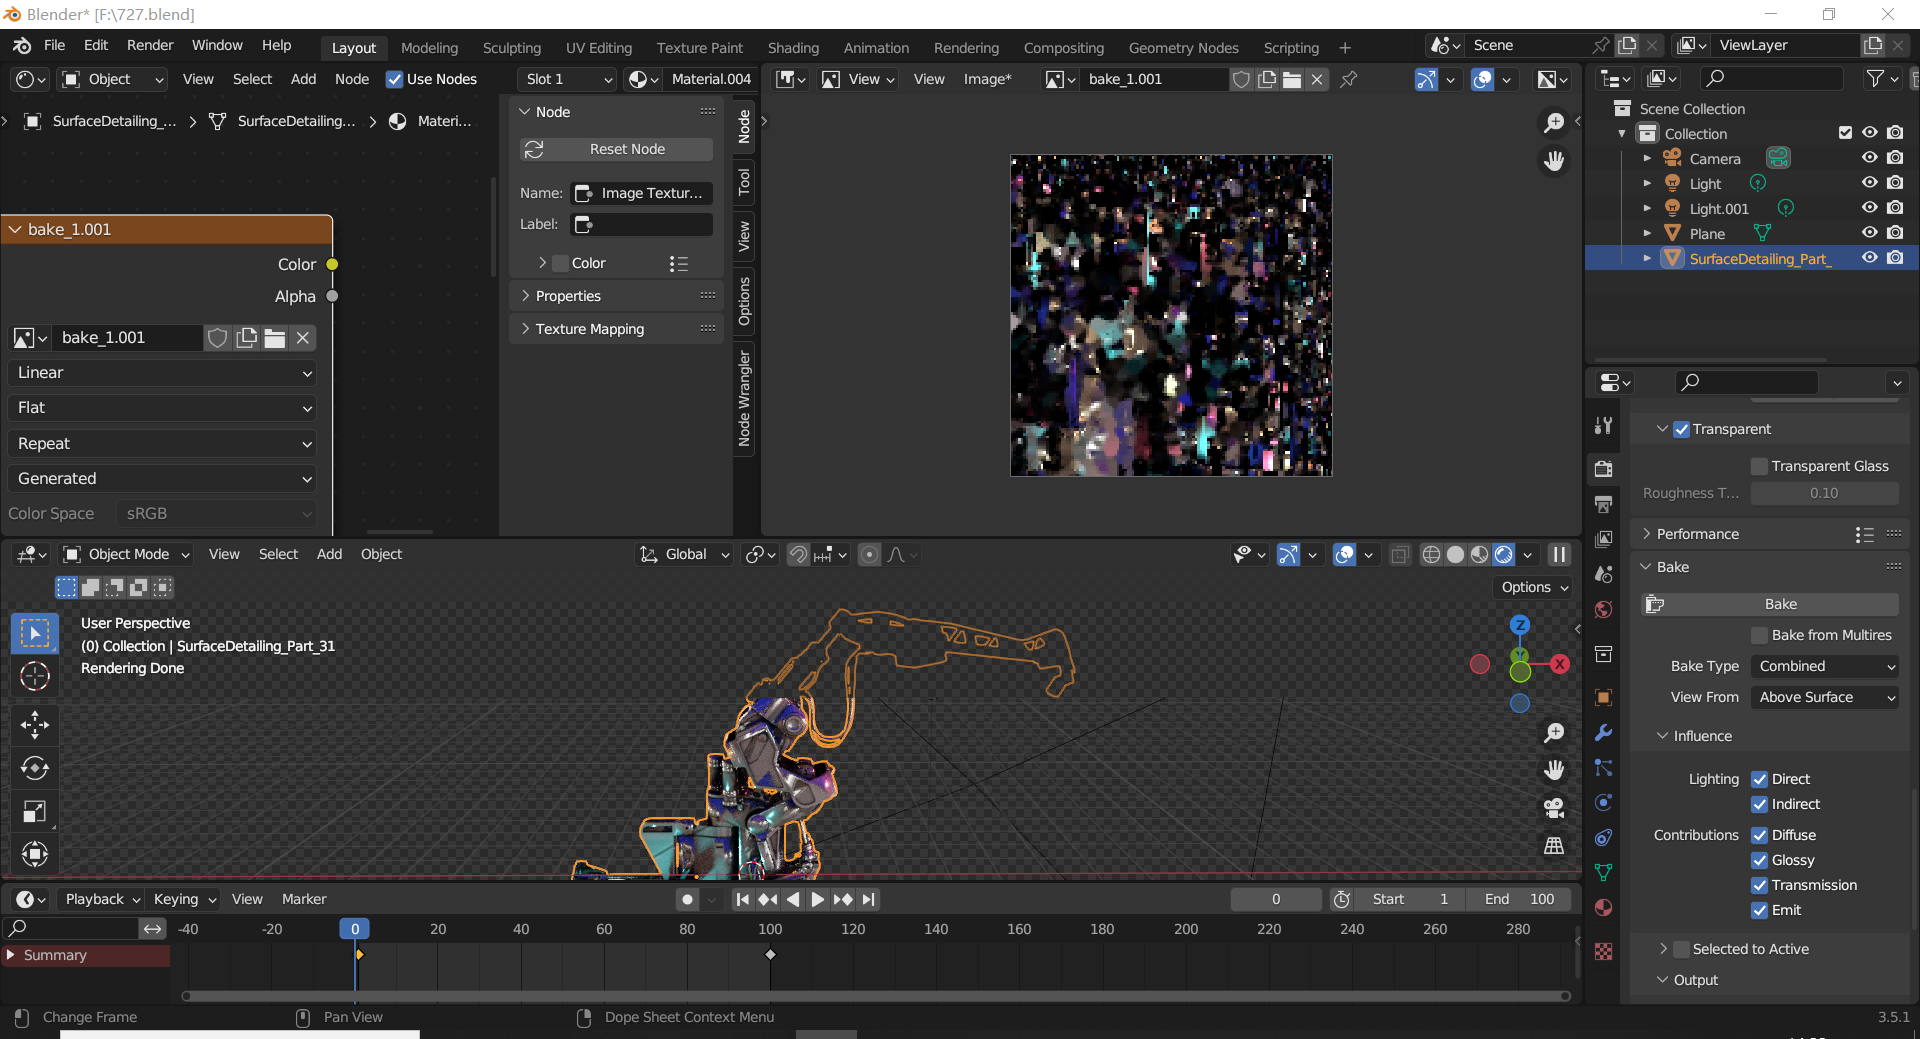 Blender* [F:\727.blend]
File Edit Render Window Help Layout Modeling Sculpting UV Editing Texture Paint Shading Animation Rendering Compositing Geometry Nodes Scripting + Scene ViewLayer
Object View Select Add Node Use Nodes Slot 1 Material.004
View View Image* bake_1.001
SurfaceDetailing_... SurfaceDetailing... Materi...
Node
Reset Node
Name: Image Textur...
Label:
Color
Properties
Texture Mapping
Node
Tool
View
Options
Node Wrangler
bake_1.001
Color
Alpha
bake_1.001
Linear
Flat
Repeat
Generated
Color Space sRGB
Scene Collection
Collection
Camera
Light
Light.001
Plane
SurfaceDetailing_Part_
Transparent
Transparent Glass
Roughness T... 0.10
Performance
Bake
Bake
Bake from Multires
Bake Type Combined
View From Above Surface
Influence
Lighting Direct
Indirect
Contributions Diffuse
Glossy
Transmission
Emit
Selected to Active
Output
Object Mode View Select Add Object Global
Options
User Perspective
(0) Collection | SurfaceDetailing_Part_31
Rendering Done
Z
Y
X
Playback Keying View Marker 0 Start 1 End 100
-40 -20 0 20 40 60 80 100 120 140 160 180 200 220 240 260 280
Summary
Change Frame Pan View Dope Sheet Context Menu 3.5.1